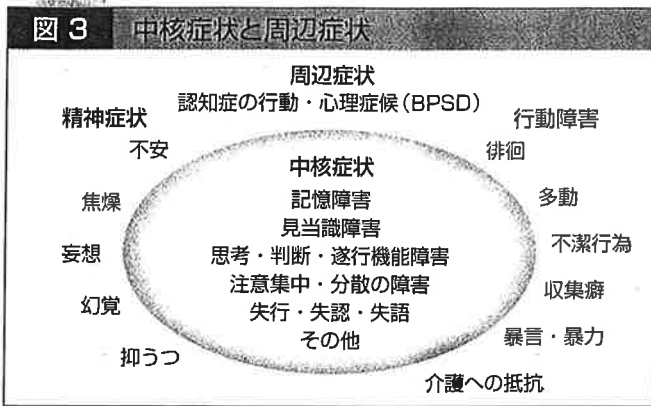 図3 中核症状と周辺症状
周辺症状
認知症の行動・心理症候(BPSD)
精神症状
不安
焦燥
妄想
幻覚
抑うつ
中核症状
記憶障害
見当識障害
思考・判断・遂行機能障害
注意集中・分散の障害
失行・失認・失語
その他
行動障害
徘徊
多動
不潔行為
収集癖
暴言・暴力
介護への抵抗